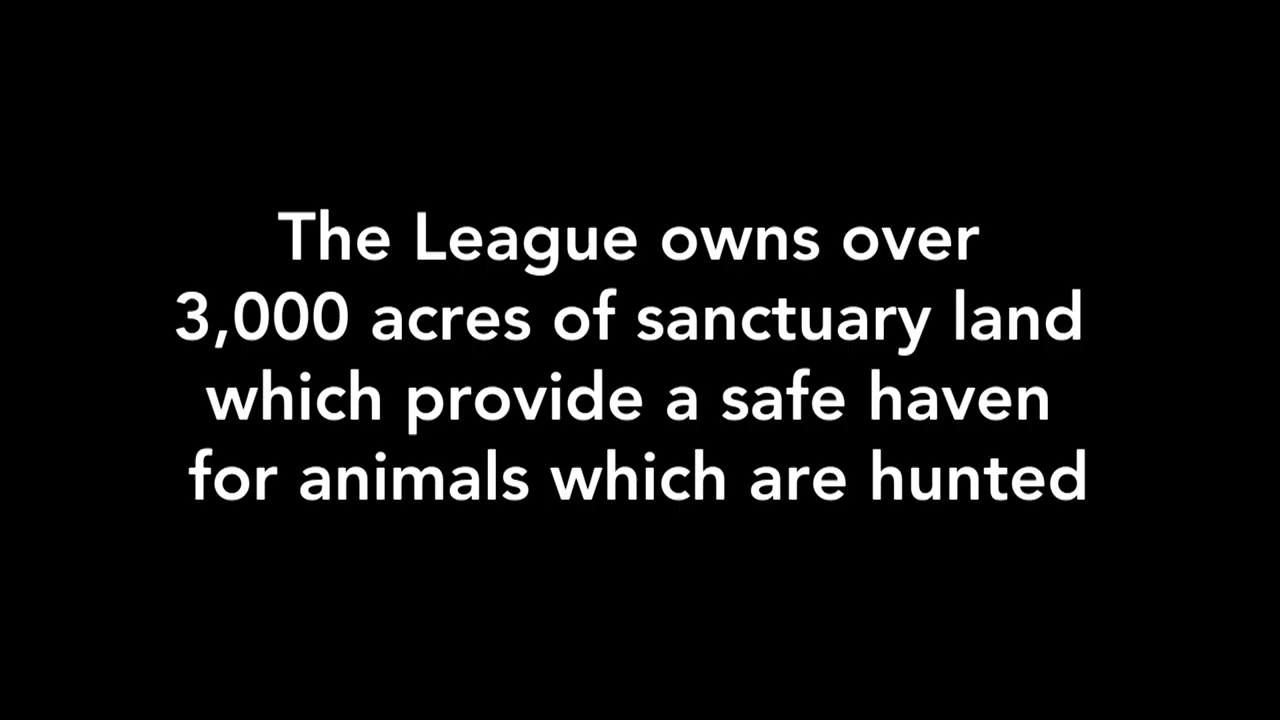 The League owns over
3,000 acres of sanctuary land
which provide a safe haven
for animals which are hunted